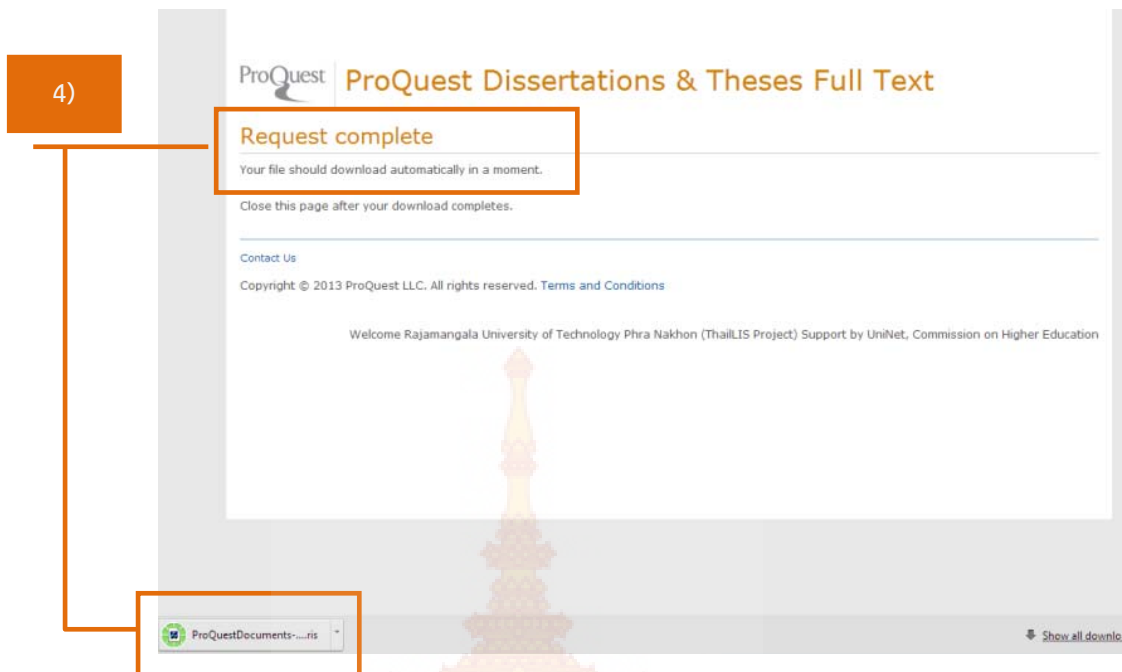 4)
ProQuest ProQuest Dissertations & Theses Full Text
Request complete
Your file should download automatically in a moment.
Close this page after your download completes.
Contact Us
Copyright © 2013 ProQuest LLC. All rights reserved. Terms and Conditions
Welcome Rajamangala University of Technology Phra Nakhon (ThailLIS Project) Support by UniNet, Commission on Higher Education
ProQuestDocuments-....ris
Show all downlo